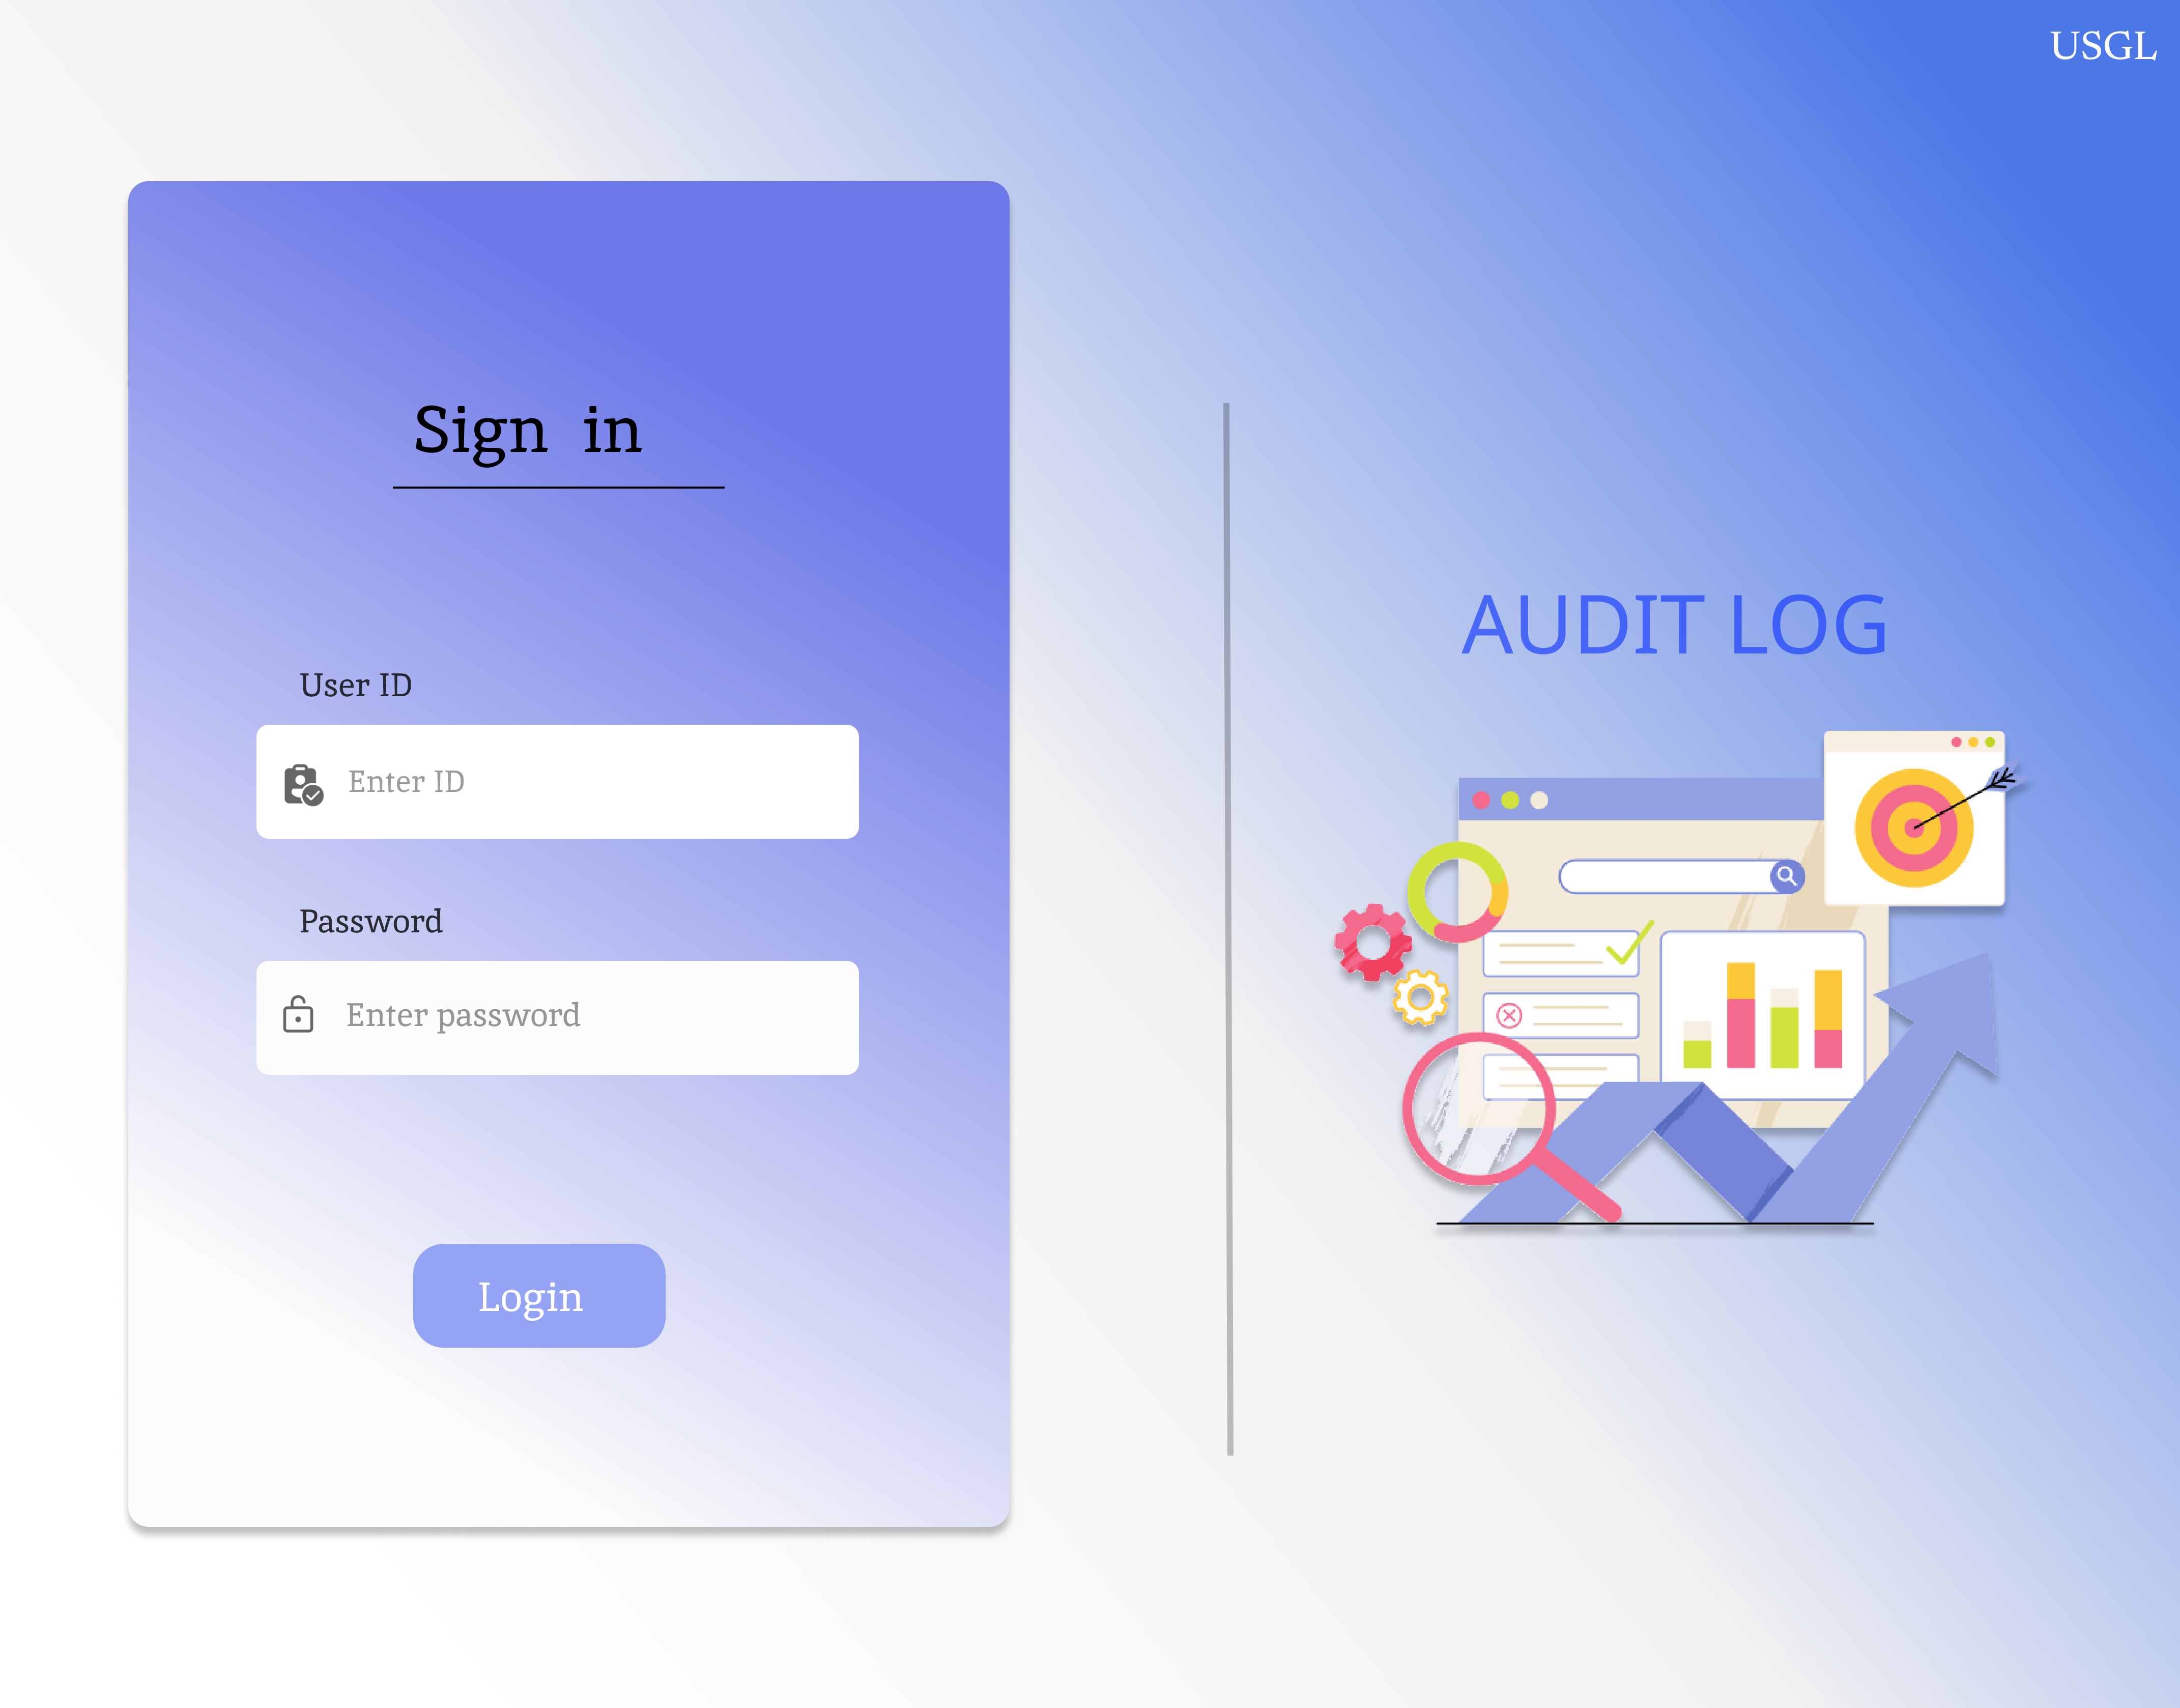 USGL
Sign in
User ID
Enter ID
Password
Enter password
Login
AUDIT LOG